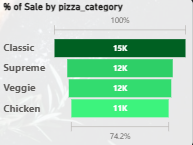 % of Sale by pizza_category
100%
Classic 15K
Supreme 12K
Veggie 12K
Chicken 11K
74.2%